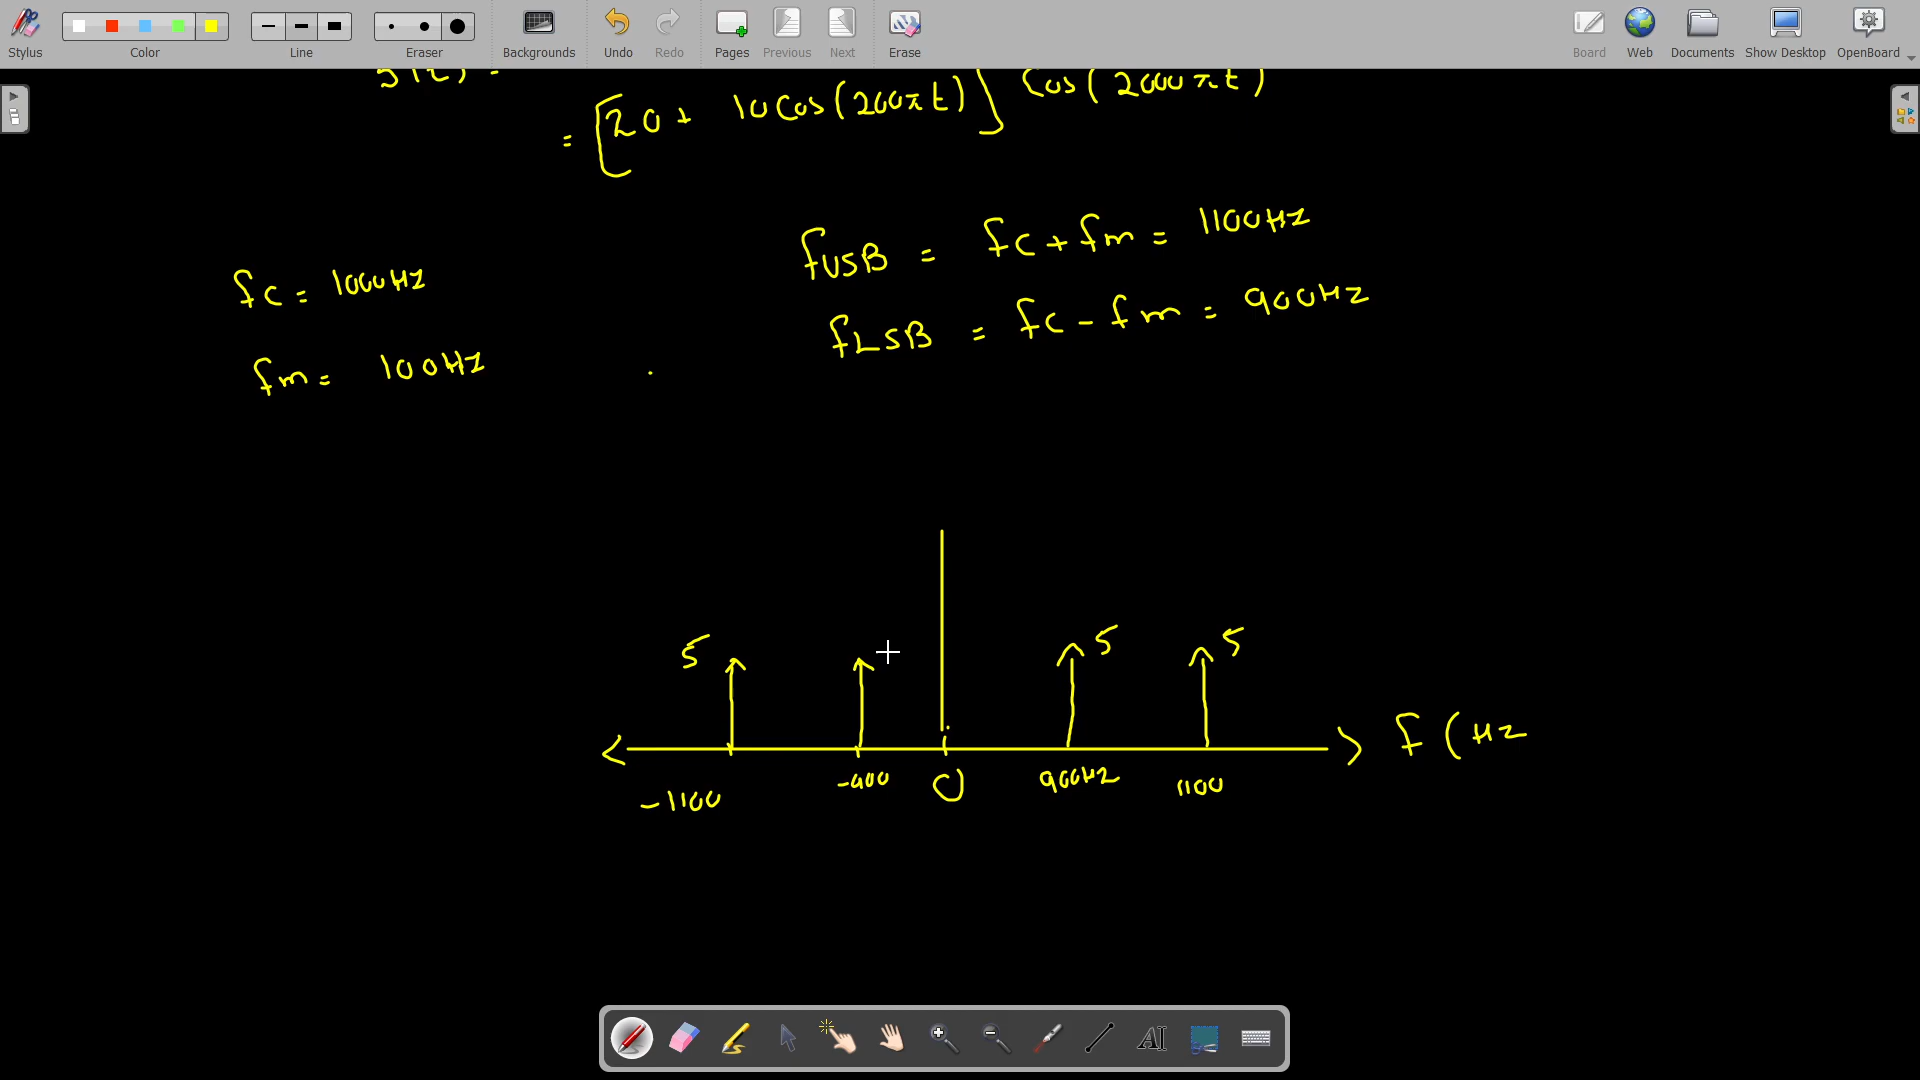 Stylus Color Line Eraser Backgrounds Undo Redo Pages Previous Next Erase Board Web Documents Show Desktop OpenBoard
= [20 + 10 Cos(200πt)] Cos(2000πt)
fUSB = fc + fm = 1100Hz
fc = 1000Hz
fLSB = fc - fm = 900Hz
fm = 100Hz
5 5 5
f (Hz
-1100 -900 0 900Hz 1100